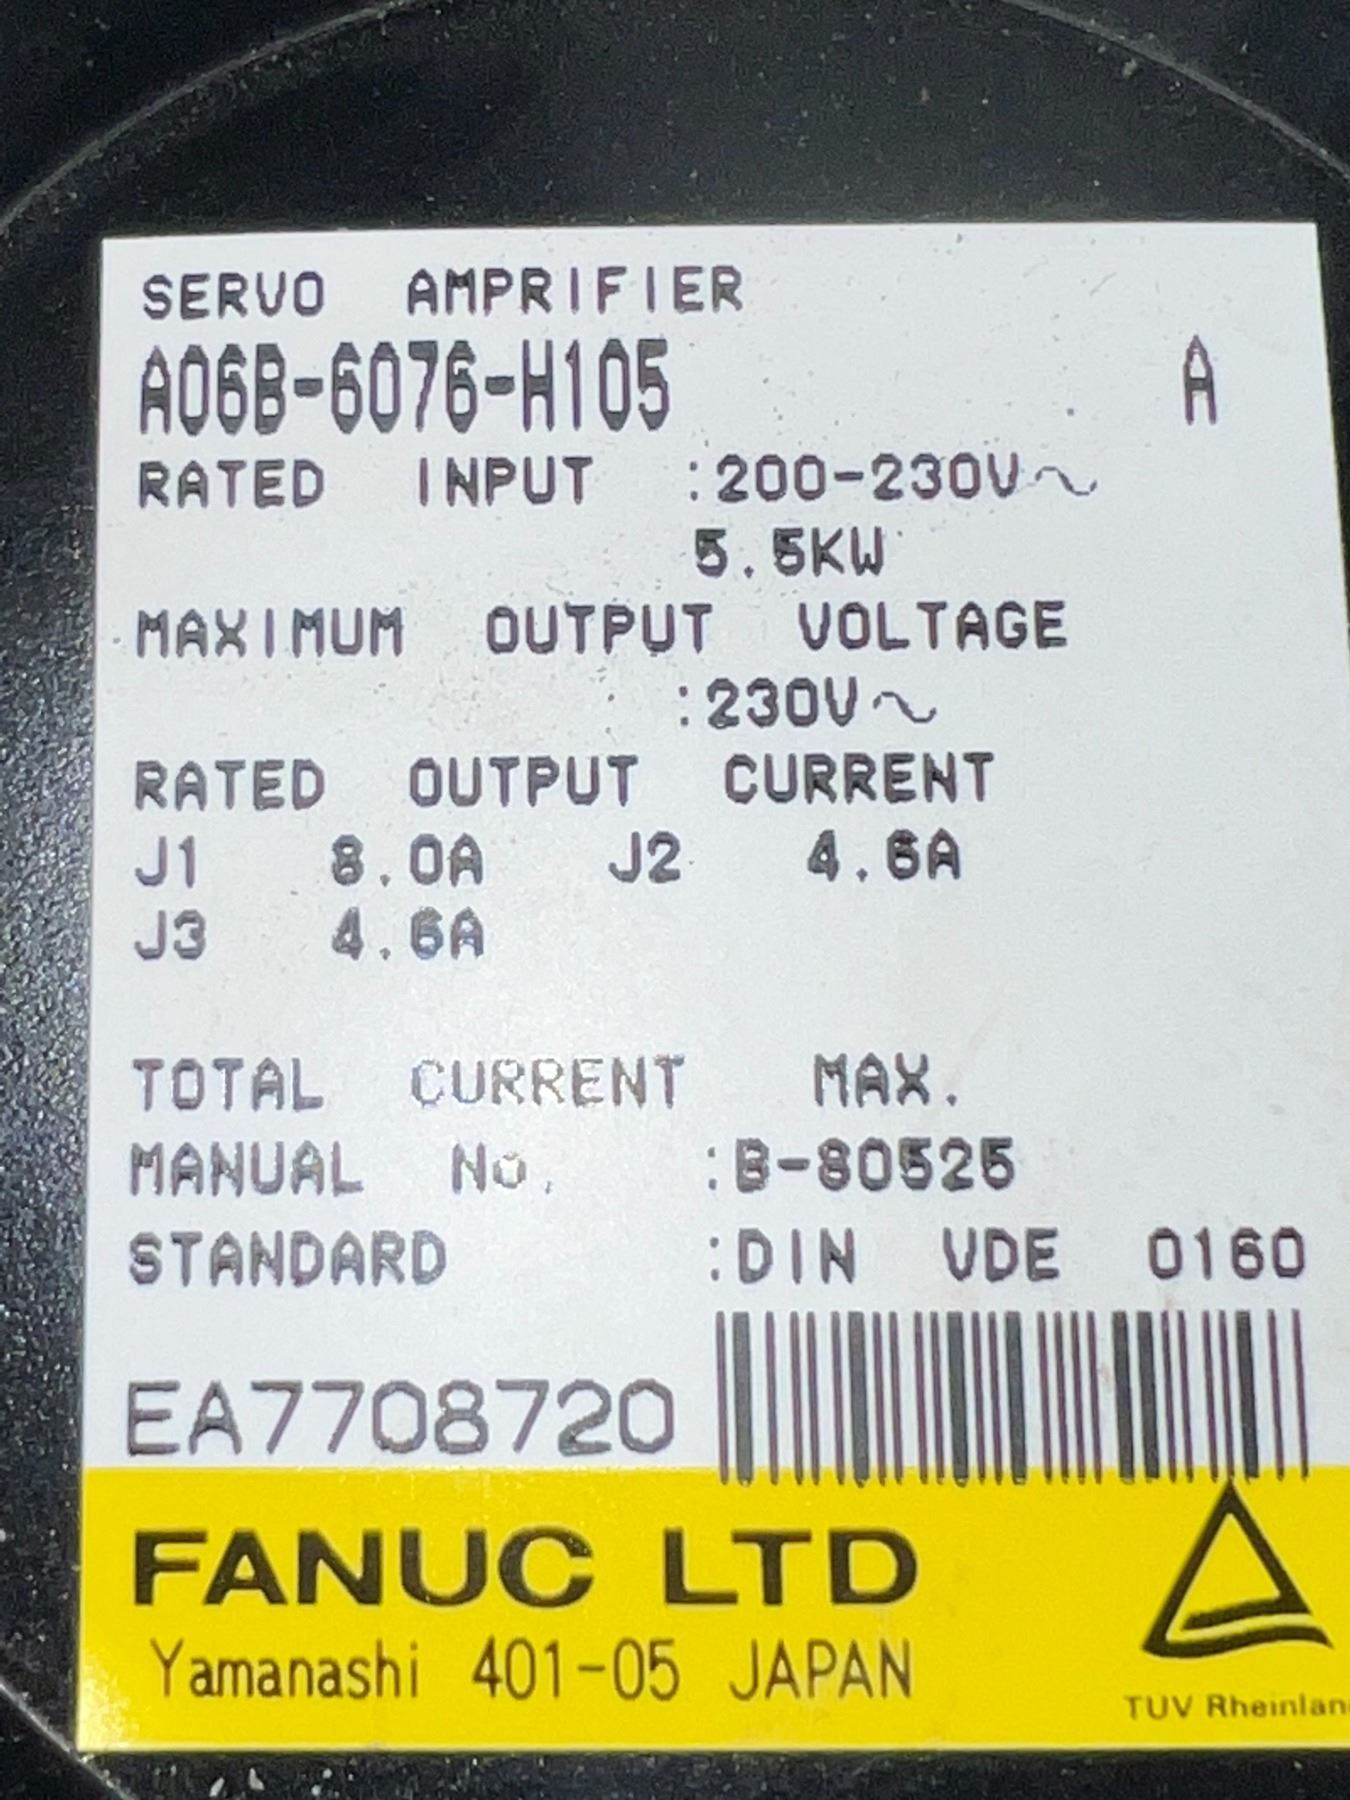 SERVO AMPRIFIER
A06B-6076-H105 A
RATED INPUT :200-230V~
5.5KW
MAXIMUM OUTPUT VOLTAGE
:230V~
RATED OUTPUT CURRENT
J1 8.0A J2 4.6A
J3 4.6A
TOTAL CURRENT MAX.
MANUAL No. :B-80525
STANDARD :DIN VDE 0160
EA7708720
FANUC LTD
Yamanashi 401-05 JAPAN
TUV Rheinlan